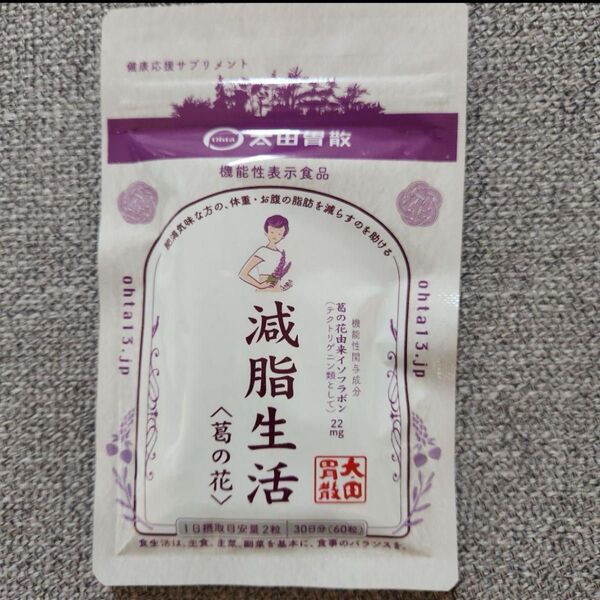 健康応援サプリメント
Ohta 太田胃散
機能性表示食品
肥満気味な方の、体重・お腹の脂肪を減らすのを助ける
ohta13.jp
ohta13.jp
機能性関与成分
葛の花由来イソフラボン
(テクトリゲニン類として)
22mg
減脂生活
〈葛の花〉
太田
胃散
1日摂取目安量2粒
30日分(60粒)
食生活は、主食、主菜、副菜を基本に、食事のバランスを。